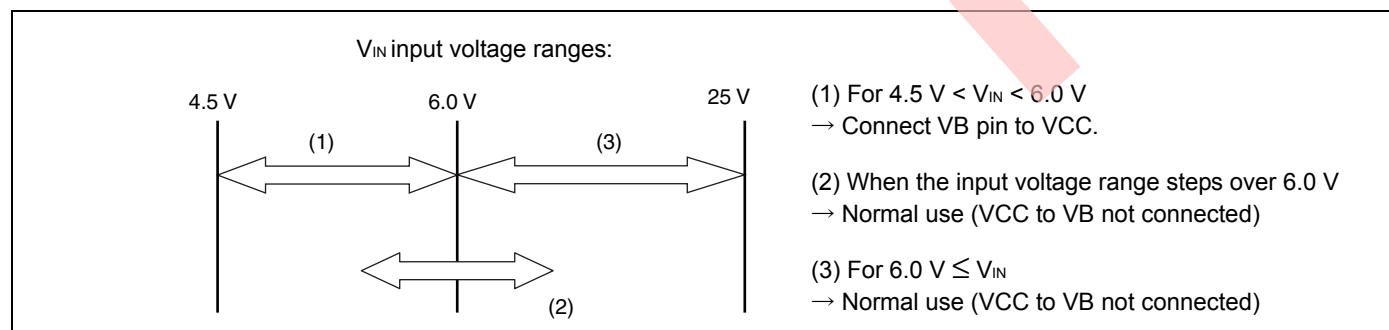 VIN input voltage ranges:
4.5 V
6.0 V
25 V
(1)
(3)
(2)
(1) For 4.5 V < VIN < 6.0 V
→ Connect VB pin to VCC.
(2) When the input voltage range steps over 6.0 V
→ Normal use (VCC to VB not connected)
(3) For 6.0 V ≤ VIN
→ Normal use (VCC to VB not connected)